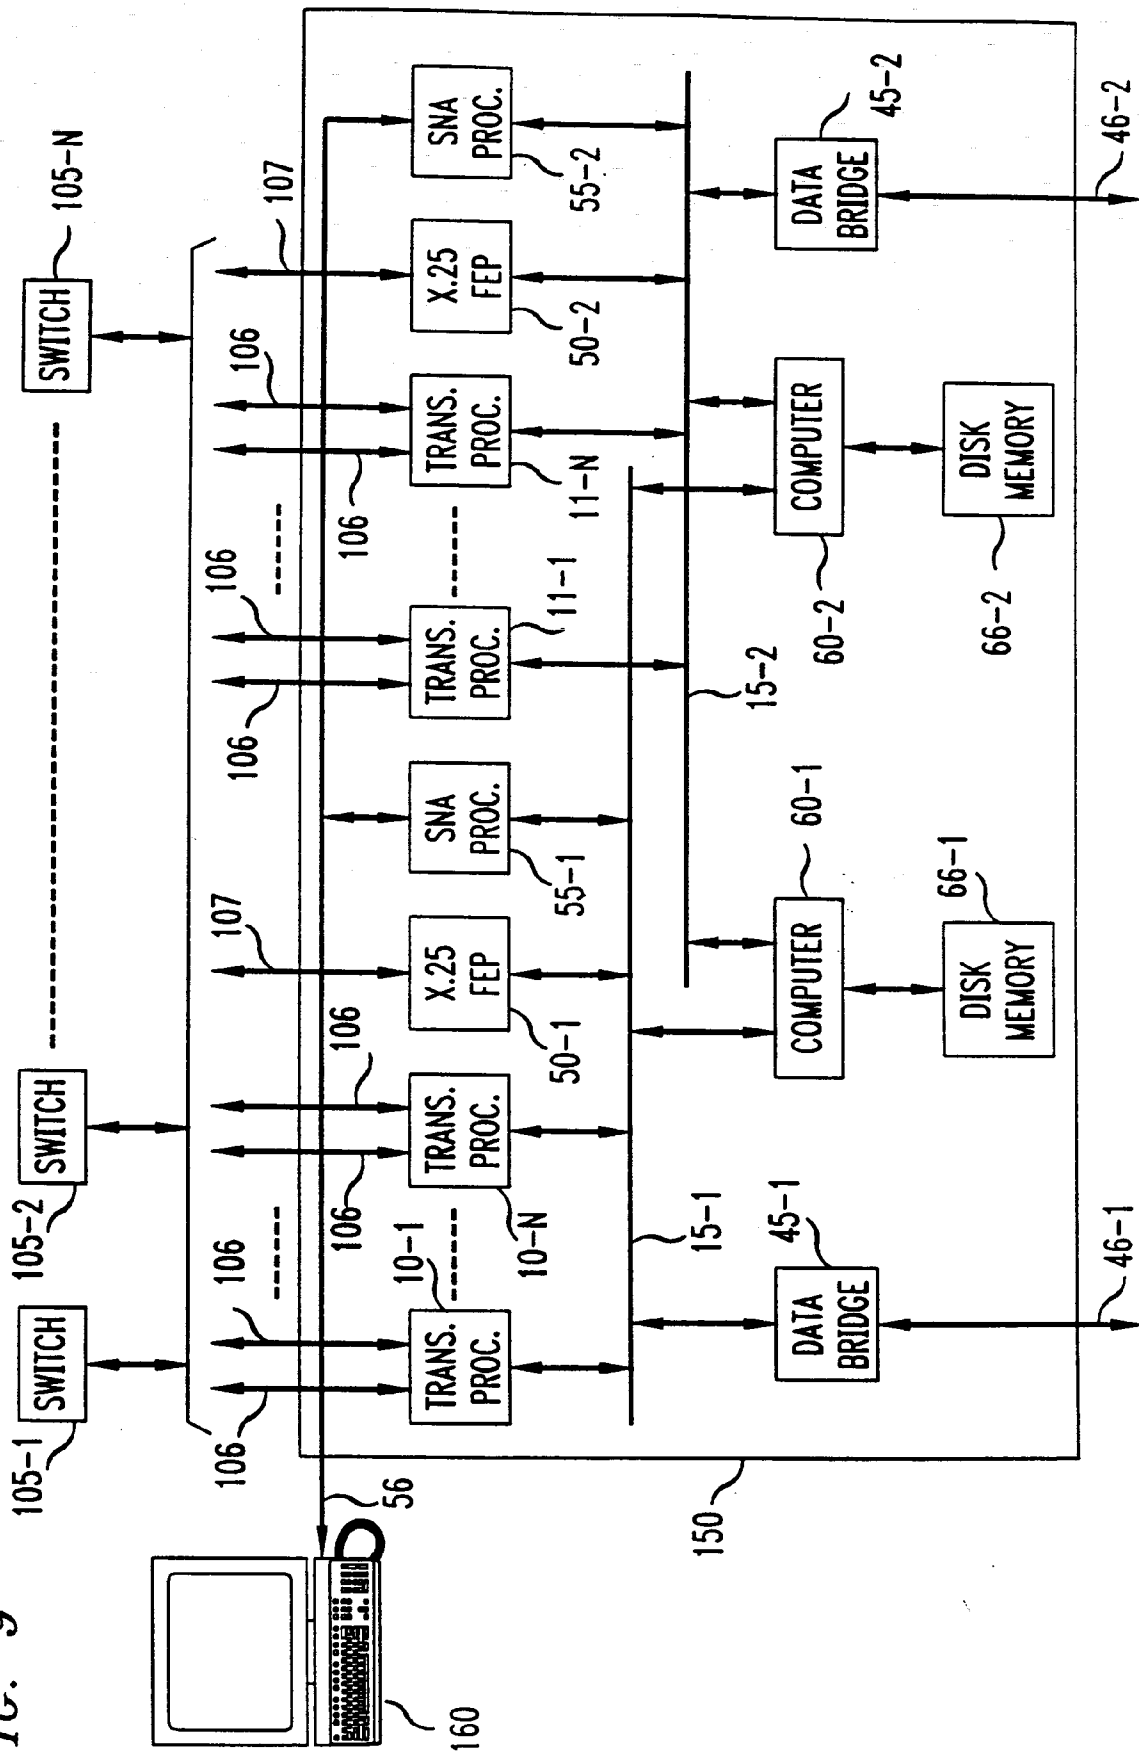 IG. 9
105-1
SWITCH
105-2
SWITCH
SWITCH
105-N
106
106
106
106
107
106
106
106
106
107
160
56
10-1
TRANS.
PROC.
10-N
TRANS.
PROC.
X.25
FEP
50-1
SNA
PROC.
55-1
TRANS.
PROC.
11-1
TRANS.
PROC.
11-N
X.25
FEP
50-2
SNA
PROC.
55-2
15-1
15-2
150
DATA
BRIDGE
45-1
COMPUTER
60-1
COMPUTER
60-2
DATA
BRIDGE
45-2
DISK
MEMORY
66-1
DISK
MEMORY
66-2
46-1
46-2